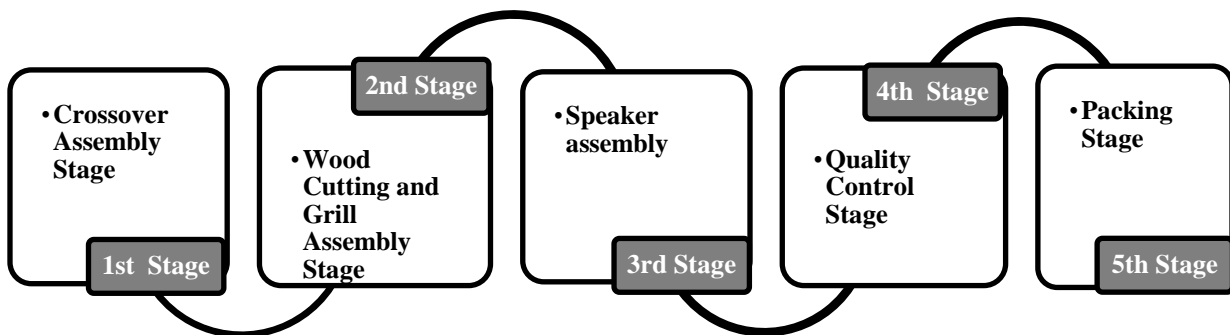 • Crossover
Assembly
Stage
1st Stage
2nd Stage
• Wood
Cutting and
Grill
Assembly
Stage
• Speaker
assembly
3rd Stage
4th Stage
• Quality
Control
Stage
• Packing
Stage
5th Stage